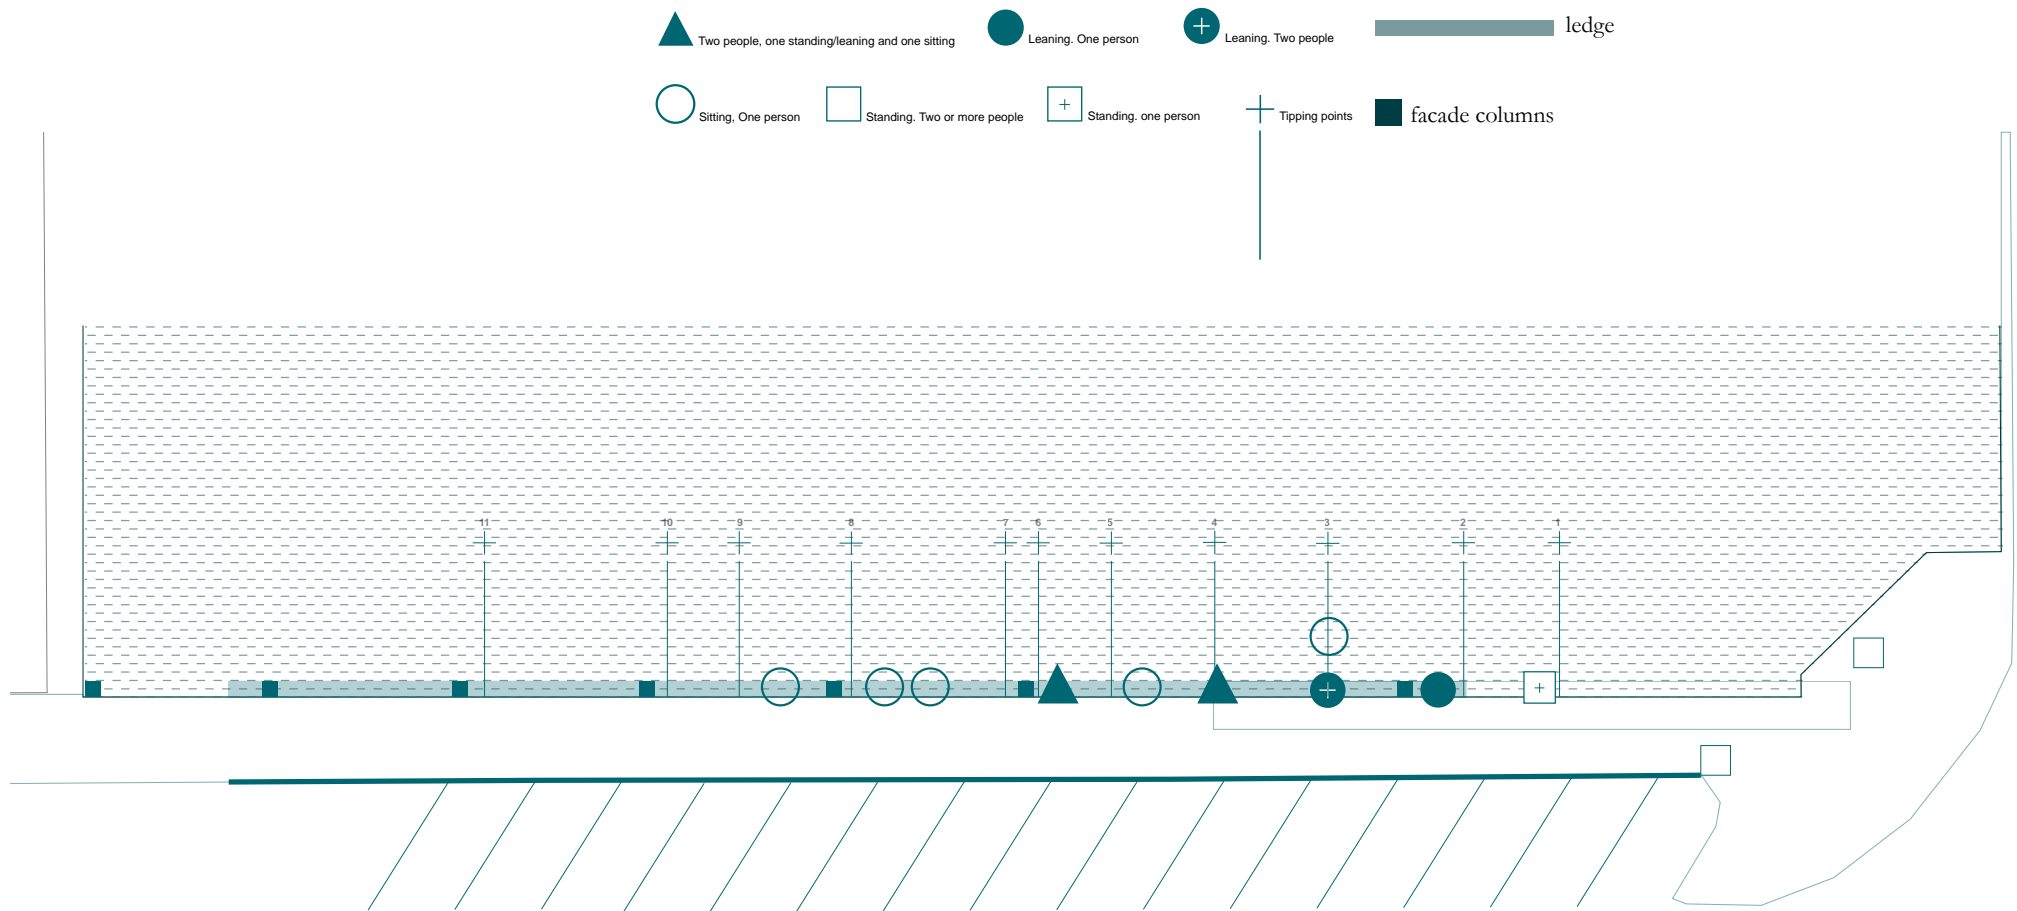 Two people, one standing/leaning and one sitting
Leaning. One person
Leaning. Two people
ledge
Sitting, One person
Standing. Two or more people
Standing. one person
Tipping points
facade columns
11 10 9 8 7 6 5 4 3 2 1